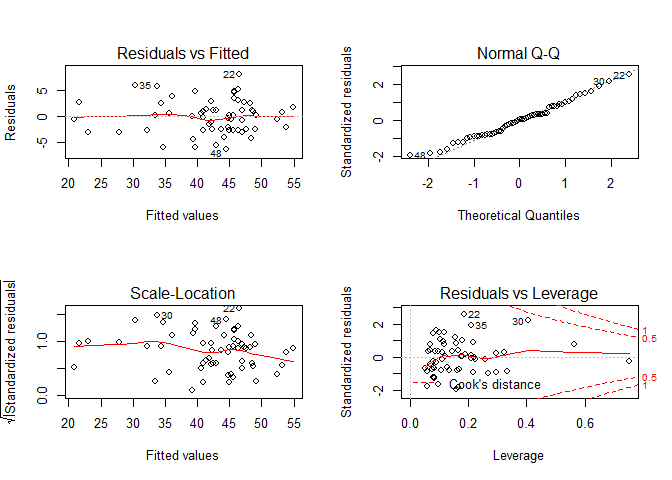 Residuals vs Fitted
Residuals
-5
0
5
22
35
48
20 25 30 35 40 45 50 55
Fitted values
Normal Q-Q
Standardized residuals
-2
0
2
22
30
48
-2 -1 0 1 2
Theoretical Quantiles
Scale-Location
√|Standardized residuals|
0.0
1.0
22
30
48
20 25 30 35 40 45 50 55
Fitted values
Residuals vs Leverage
Standardized residuals
-2
0
2
22
35
30
1
0.5
0.5
1
Cook's distance
0.0 0.2 0.4 0.6
Leverage